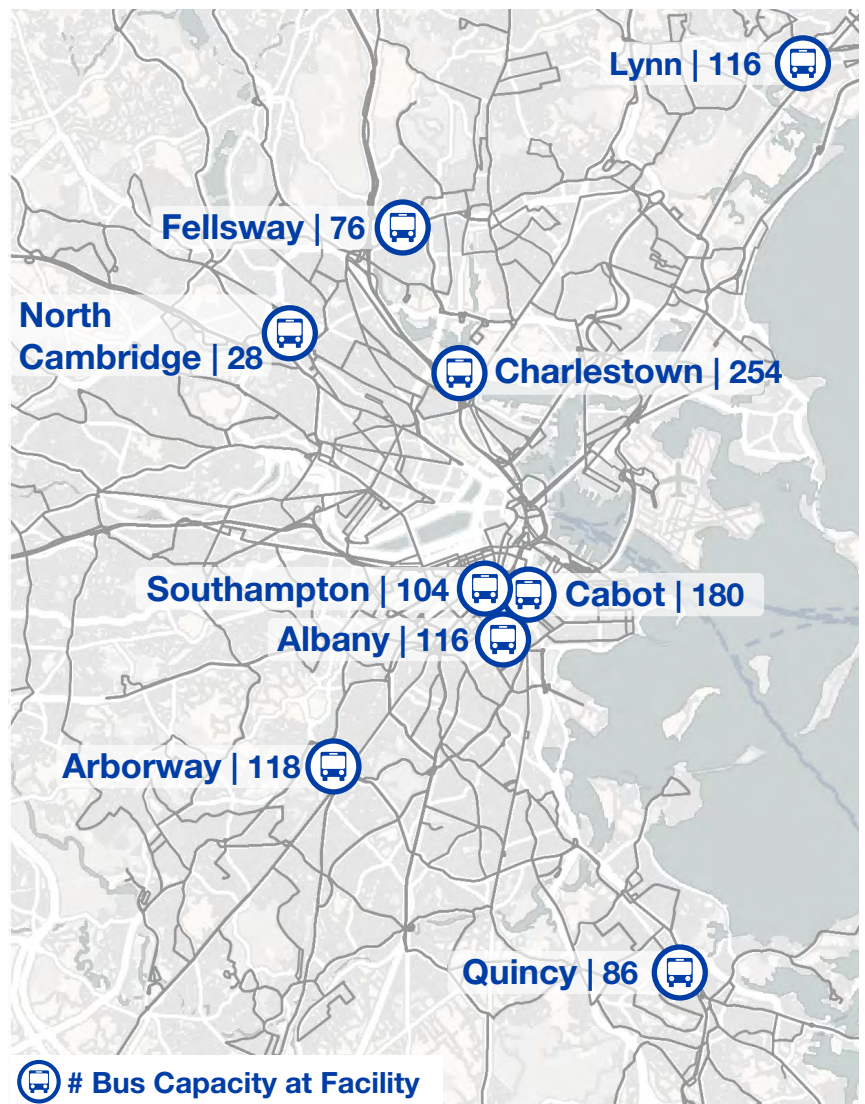 Lynn | 116
Fellsway | 76
North
Cambridge | 28
Charlestown | 254
Southampton | 104
Cabot | 180
Albany | 116
Arborway | 118
Quincy | 86
# Bus Capacity at Facility